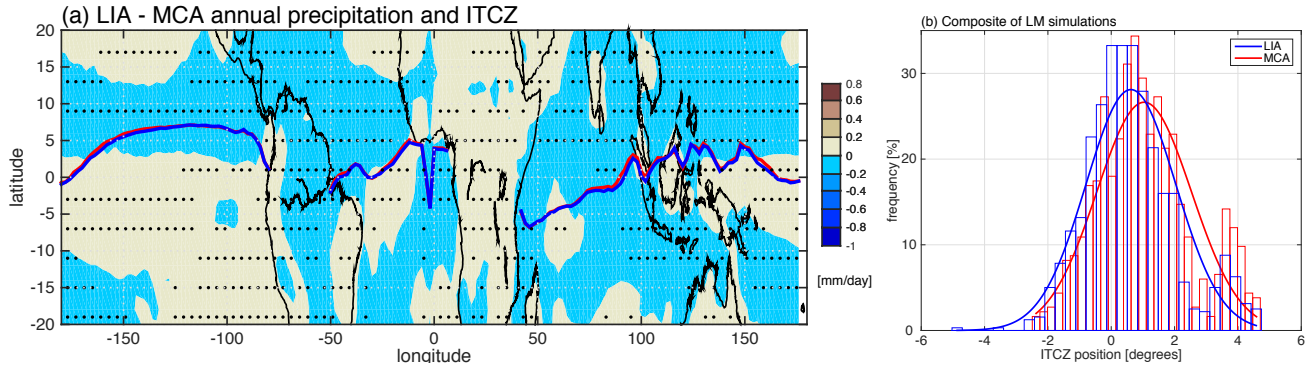 (a) LIA - MCA annual precipitation and ITCZ
20
15
10
5
0
-5
-10
-15
-20
latitude
-150 -100 -50 0 50 100 150
longitude
0.8
0.6
0.4
0.2
0
-0.2
-0.4
-0.6
-0.8
-1
[mm/day]
(b) Composite of LM simulations
LIA
MCA
30
20
10
0
frequency [%]
-6 -4 -2 0 2 4 6
ITCZ position [degrees]